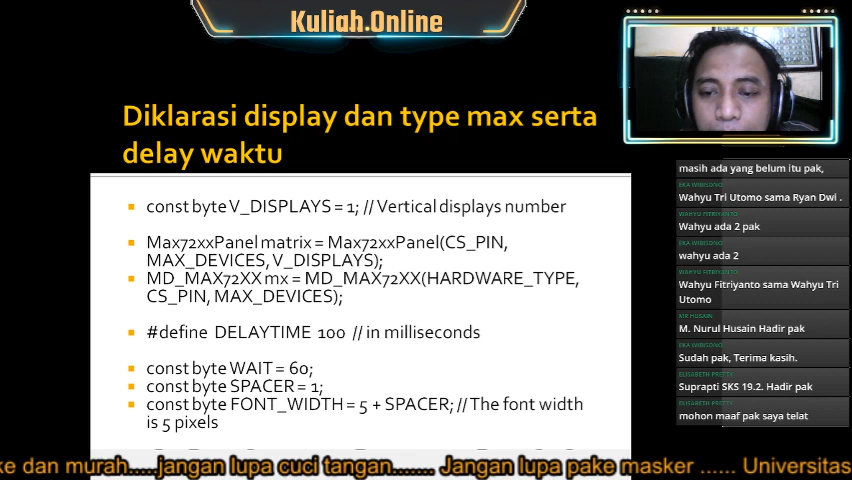 Kuliah.Online
Diklarasi display dan type max serta
delay waktu
const byte V_DISPLAYS = 1; // Vertical displays number
Max72xxPanel matrix = Max72xxPanel(CS_PIN,
MAX_DEVICES, V_DISPLAYS);
MD_MAX72XX mx = MD_MAX72XX(HARDWARE_TYPE,
CS_PIN, MAX_DEVICES);
#define DELAYTIME 100 // in milliseconds
const byte WAIT = 60;
const byte SPACER = 1;
const byte FONT_WIDTH = 5 + SPACER; // The font width
is 5 pixels
masih ada yang belum itu pak,
EKA WIBISONO
Wahyu Tri Utomo sama Ryan Dwi .
WAHYU FITRIYANTO
Wahyu ada 2 pak
EKA WIBISONO
wahyu ada 2
WAHYU FITRIYANTO
Wahyu Fitriyanto sama Wahyu Tri
Utomo
MR HUSAIN
M. Nurul Husain Hadir pak
EKA WIBISONO
Sudah pak, Terima kasih.
ELISABETH PRETTY
Suprapti SKS 19.2. Hadir pak
ELISABETH PRETTY
mohon maaf pak saya telat
ke dan murah.....jangan lupa cuci tangan....... Jangan lupa pake masker ...... Universitas